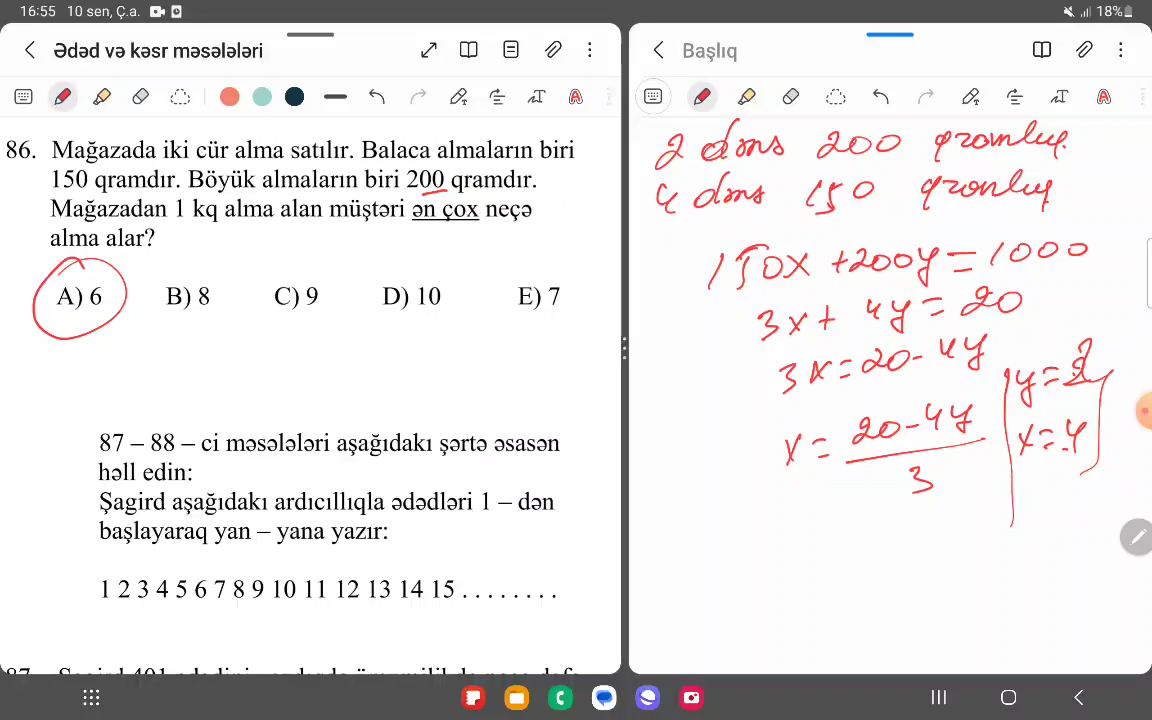 16:55 10 sen, Ç.a. 18%
Ədəd və kəsr məsələləri
86. Mağazada iki cür alma satılır. Balaca almaların biri
150 qramdır. Böyük almaların biri 200 qramdır.
Mağazadan 1 kq alma alan müştəri ən çox neçə
alma alar?
A) 6 B) 8 C) 9 D) 10 E) 7
87 – 88 – ci məsələləri aşağıdakı şərtə əsasən
həll edin:
Şagird aşağıdakı ardıcıllıqla ədədləri 1 – dən
başlayaraq yan – yana yazır:
1 2 3 4 5 6 7 8 9 10 11 12 13 14 15 . . . . . . . .
Başlıq
2 dənə 200 qramlıq
4 dənə 150 qramlıq
150x + 200y = 1000
3x + 4y = 20
3x = 20 - 4y
x = 20 - 4y / 3
y = 2
x = 4